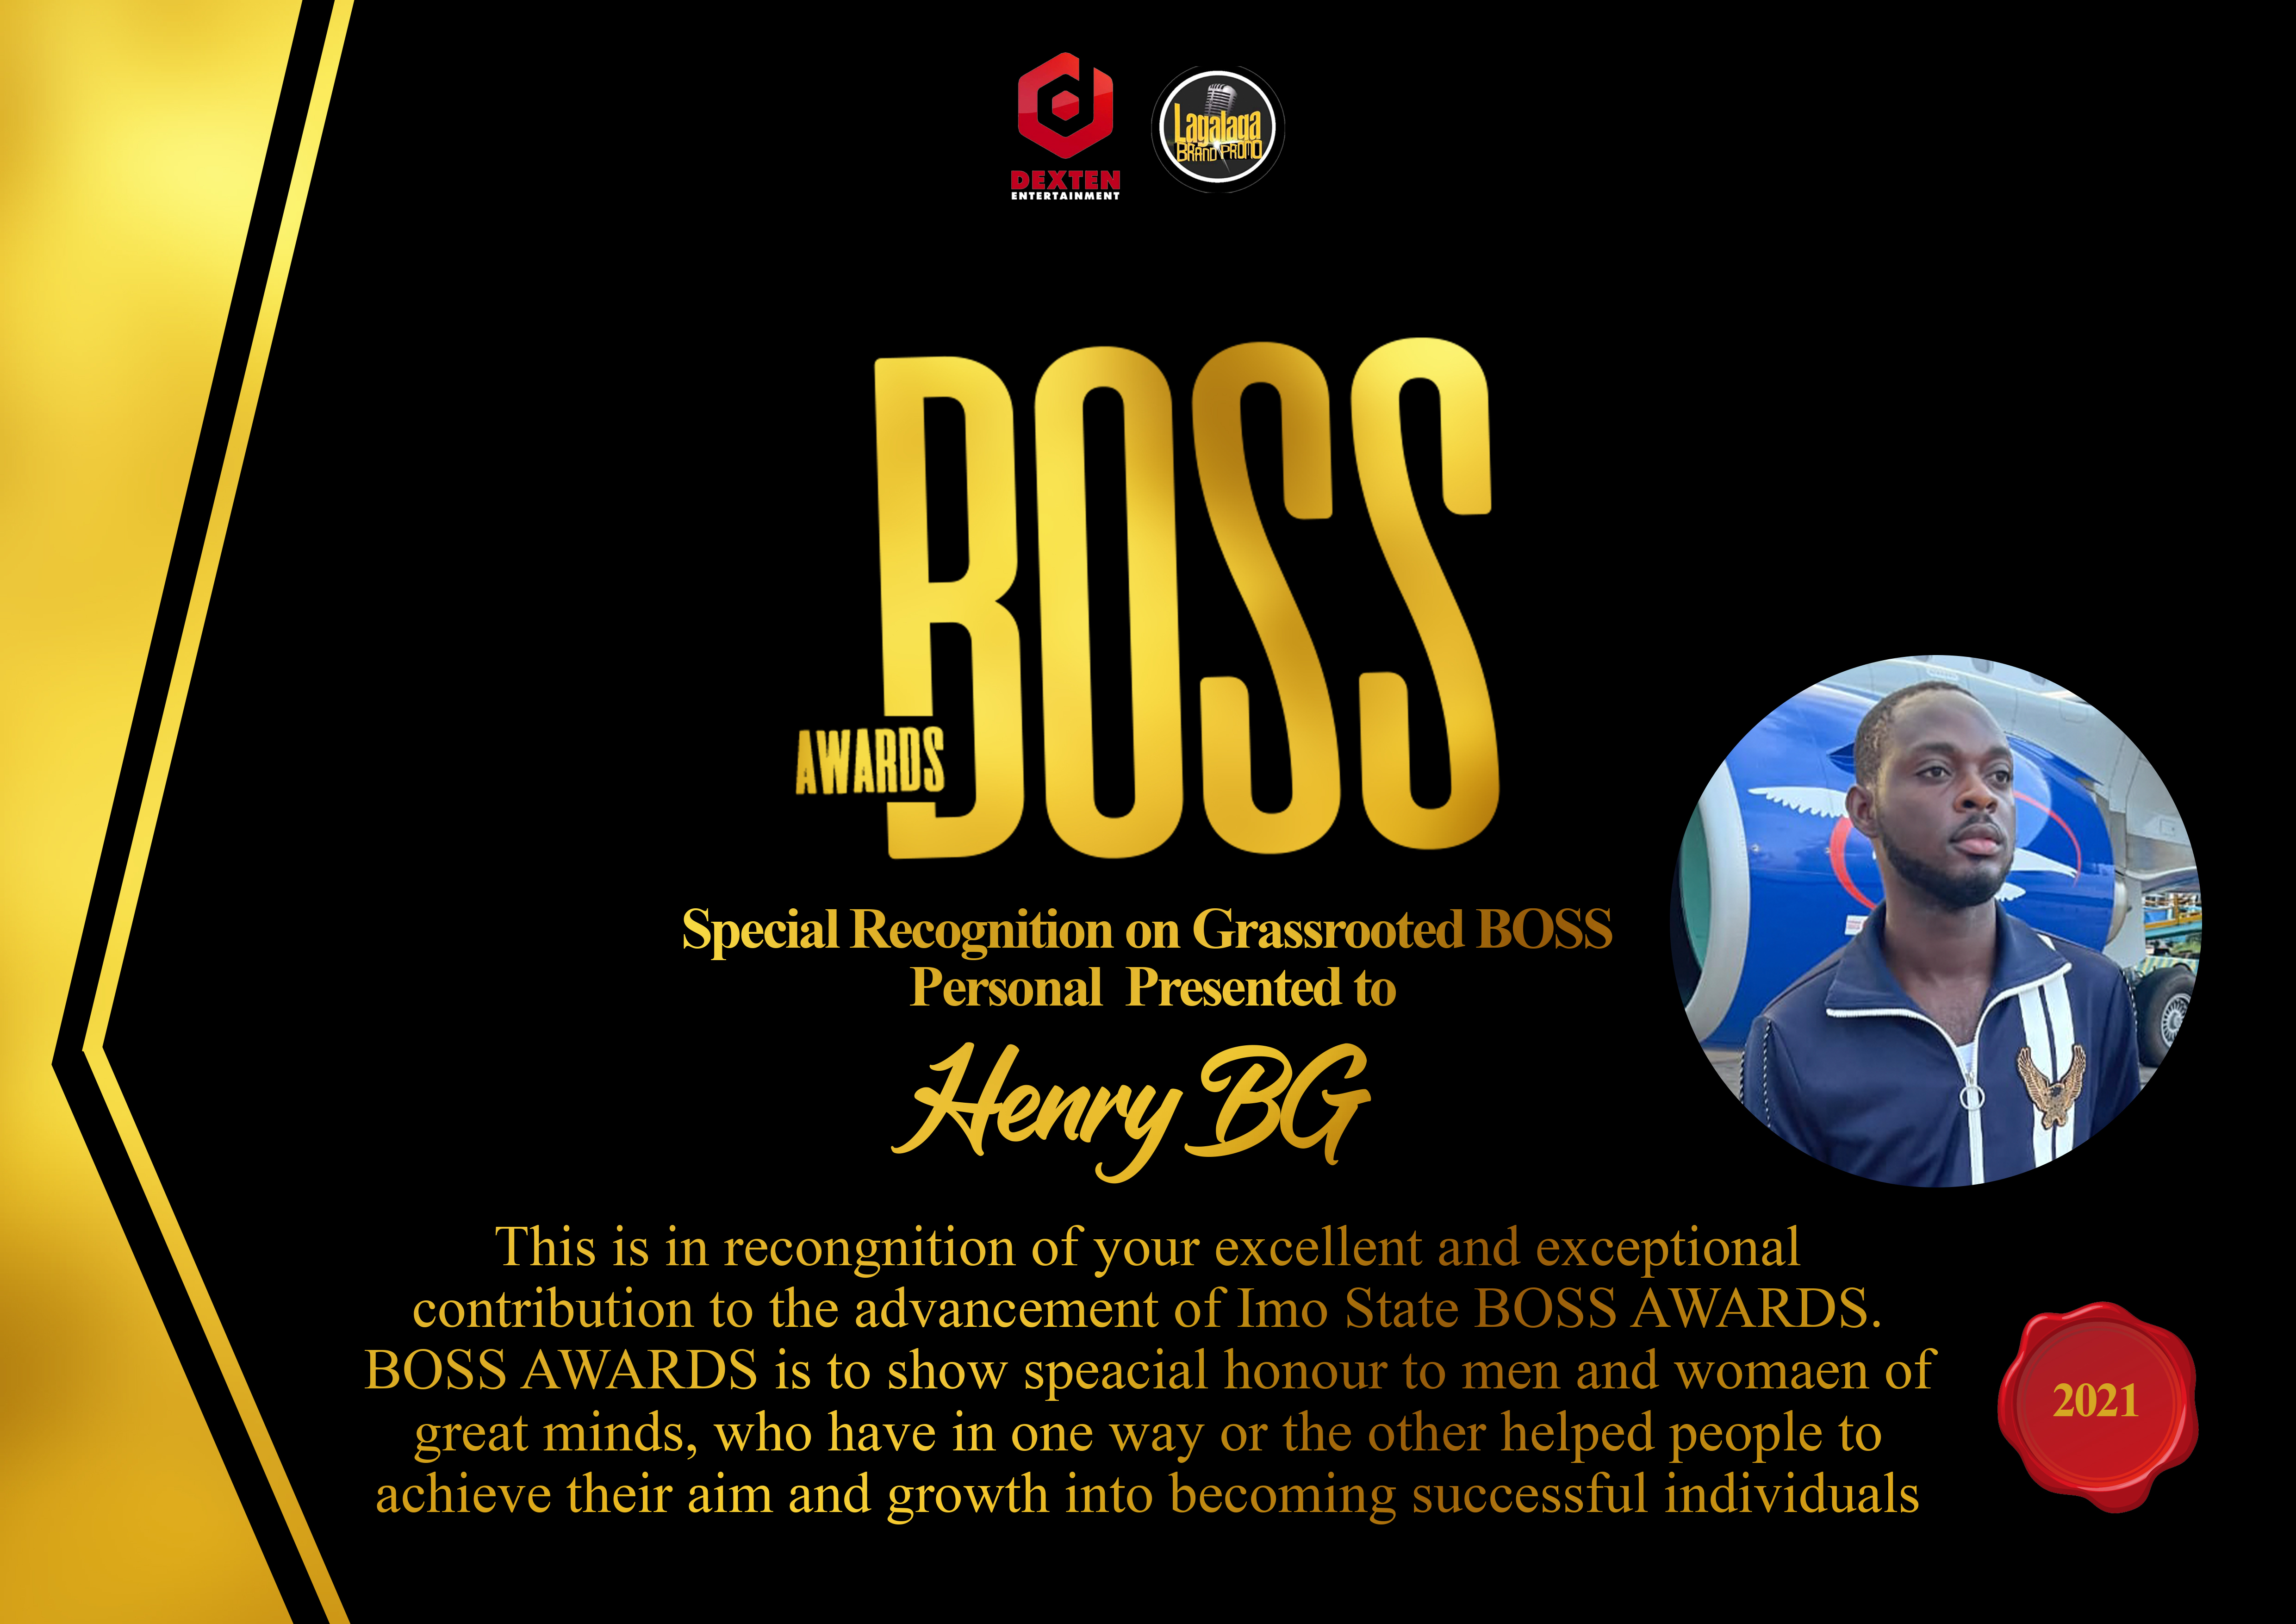 DEXTEN
ENTERTAINMENT
Lagalaga
BRAND PROMO
BOSS
AWARDS
Special Recognition on Grassrooted BOSS
Personal Presented to
Henry BG
This is in recongnition of your excellent and exceptional
contribution to the advancement of Imo State BOSS AWARDS.
BOSS AWARDS is to show speacial honour to men and womaen of
great minds, who have in one way or the other helped people to
achieve their aim and growth into becoming successful individuals
2021